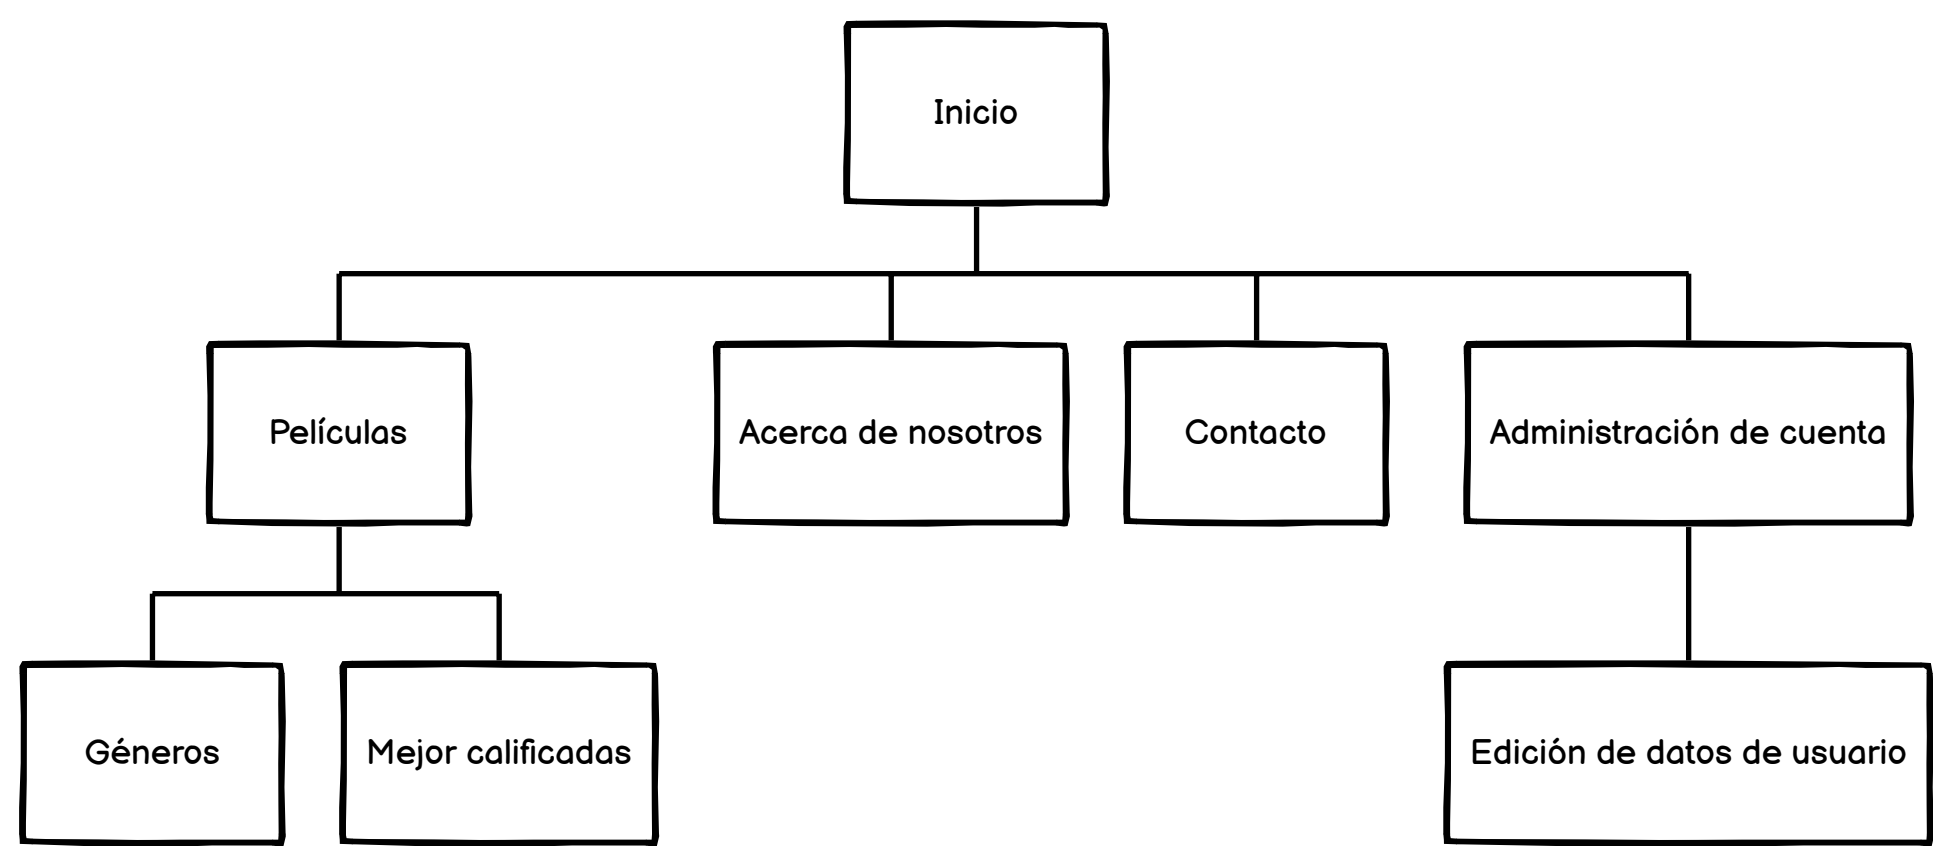 Inicio
Películas
Acerca de nosotros
Contacto
Administración de cuenta
Géneros
Mejor calificadas
Edición de datos de usuario